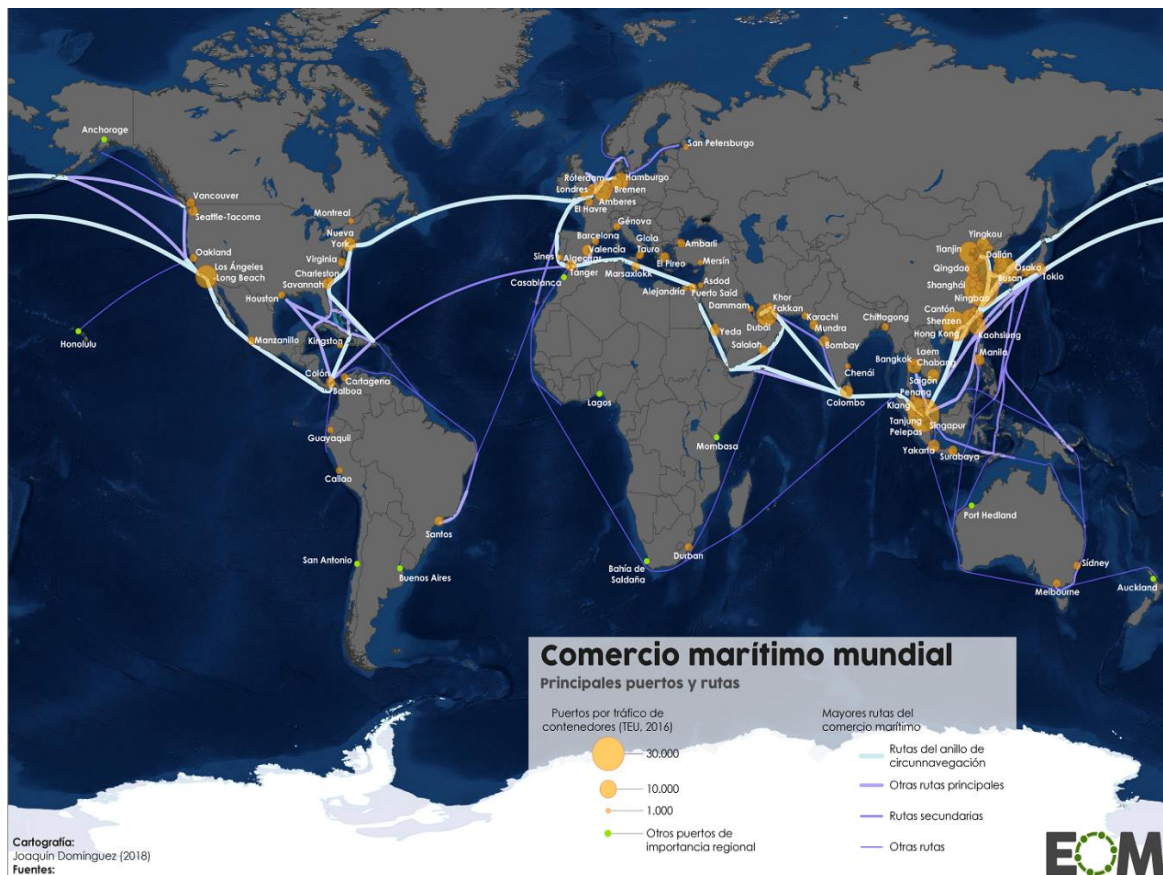 Anchorage
Vancouver
Seattle-Tacoma
Oakland
Los Ángeles
-Long Beach
Honolulu
Manzanillo
Houston
Montreal
Nueva
York
Virginia
Charleston
Savannah
Kingston
Colón
Balboa
Cartagena
Guayaquil
Callao
San Antonio
Buenos Aires
Santos
San Petersburgo
Róterdam
Hamburgo
Londres
Bremen
Amberes
El Havre
Génova
Barcelona
Valencia
Gioia
Tauro
Ambarli
Sines
Algeciras
Tánger
Marsaxlokk
El Pireo
Mersín
Casablanca
Alejandría
Asdod
Puerto Saíd
Dammam
Khor
Fakkan
Dubái
Yeda
Salalah
Karachi
Mundra
Bombay
Chittagong
Chenái
Colombo
Lagos
Mombasa
Durban
Bahía de
Saldaña
Yingkou
Tianjin
Dalián
Qingdao
Busan
Osaka
Tokio
Shanghái
Ningbao
Cantón
Shenzen
Hong Kong
Kaohsiung
Manila
Laem
Chabang
Bangkok
Saigón
Penang
Klang
Tanjung
Pelepas
Singapur
Yakarta
Surabaya
Port Hedland
Sídney
Melbourne
Auckland
Comercio marítimo mundial
Principales puertos y rutas
Puertos por tráfico de
contenedores (TEU, 2016)
30.000
10.000
1.000
Otros puertos de
importancia regional
Mayores rutas del
comercio marítimo
Rutas del anillo de
circunnavegación
Otras rutas principales
Rutas secundarias
Otras rutas
Cartografía:
Joaquín Domínguez (2018)
Fuentes:
EOM